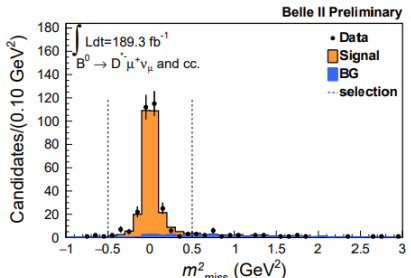 Belle II Preliminary
∫ Ldt=189.3 fb⁻¹
B⁰ → D*⁻μ⁺ν_μ and cc.
Data
Signal
BG
selection
Candidates/(0.10 GeV²)
180
160
140
120
100
80
60
40
20
0
−1 −0.5 0 0.5 1 1.5 2 2.5 3
m²_miss (GeV²)